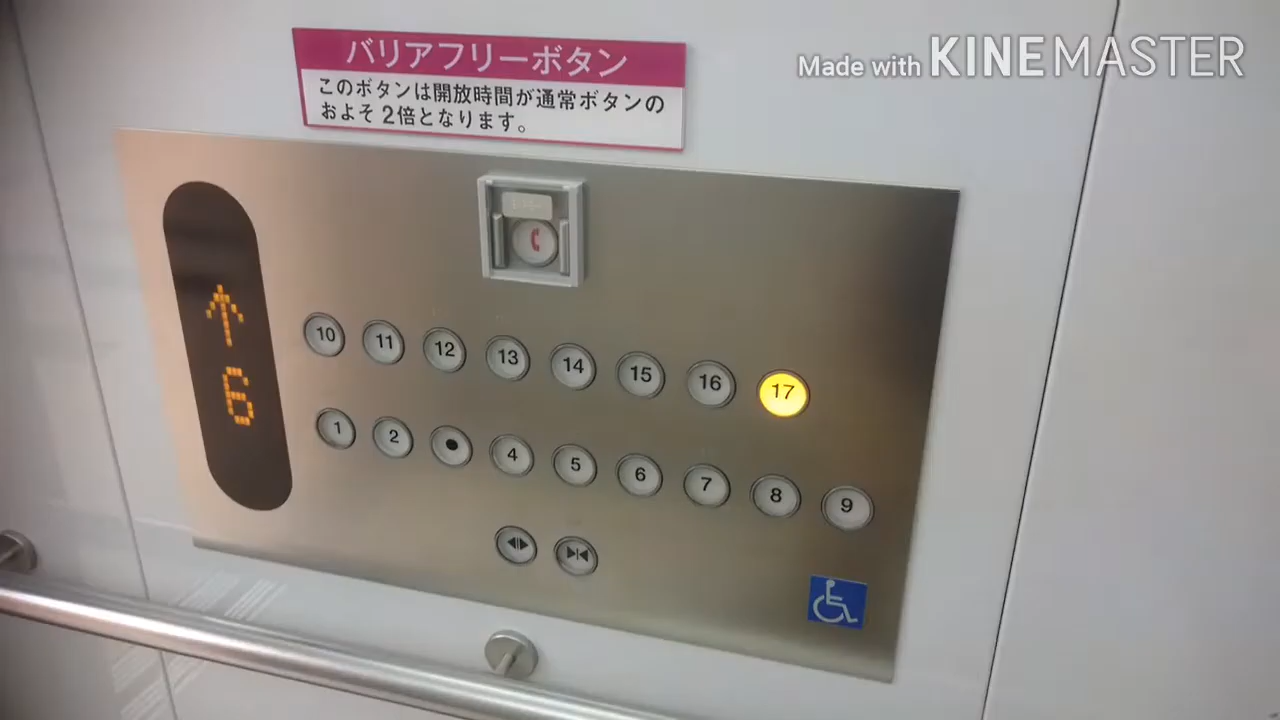 バリアフリーボタン
このボタンは開放時間が通常ボタンの
およそ2倍となります。
Made with KINEMASTER
6
10 11 12 13 14 15 16 17
1 2 4 5 6 7 8 9